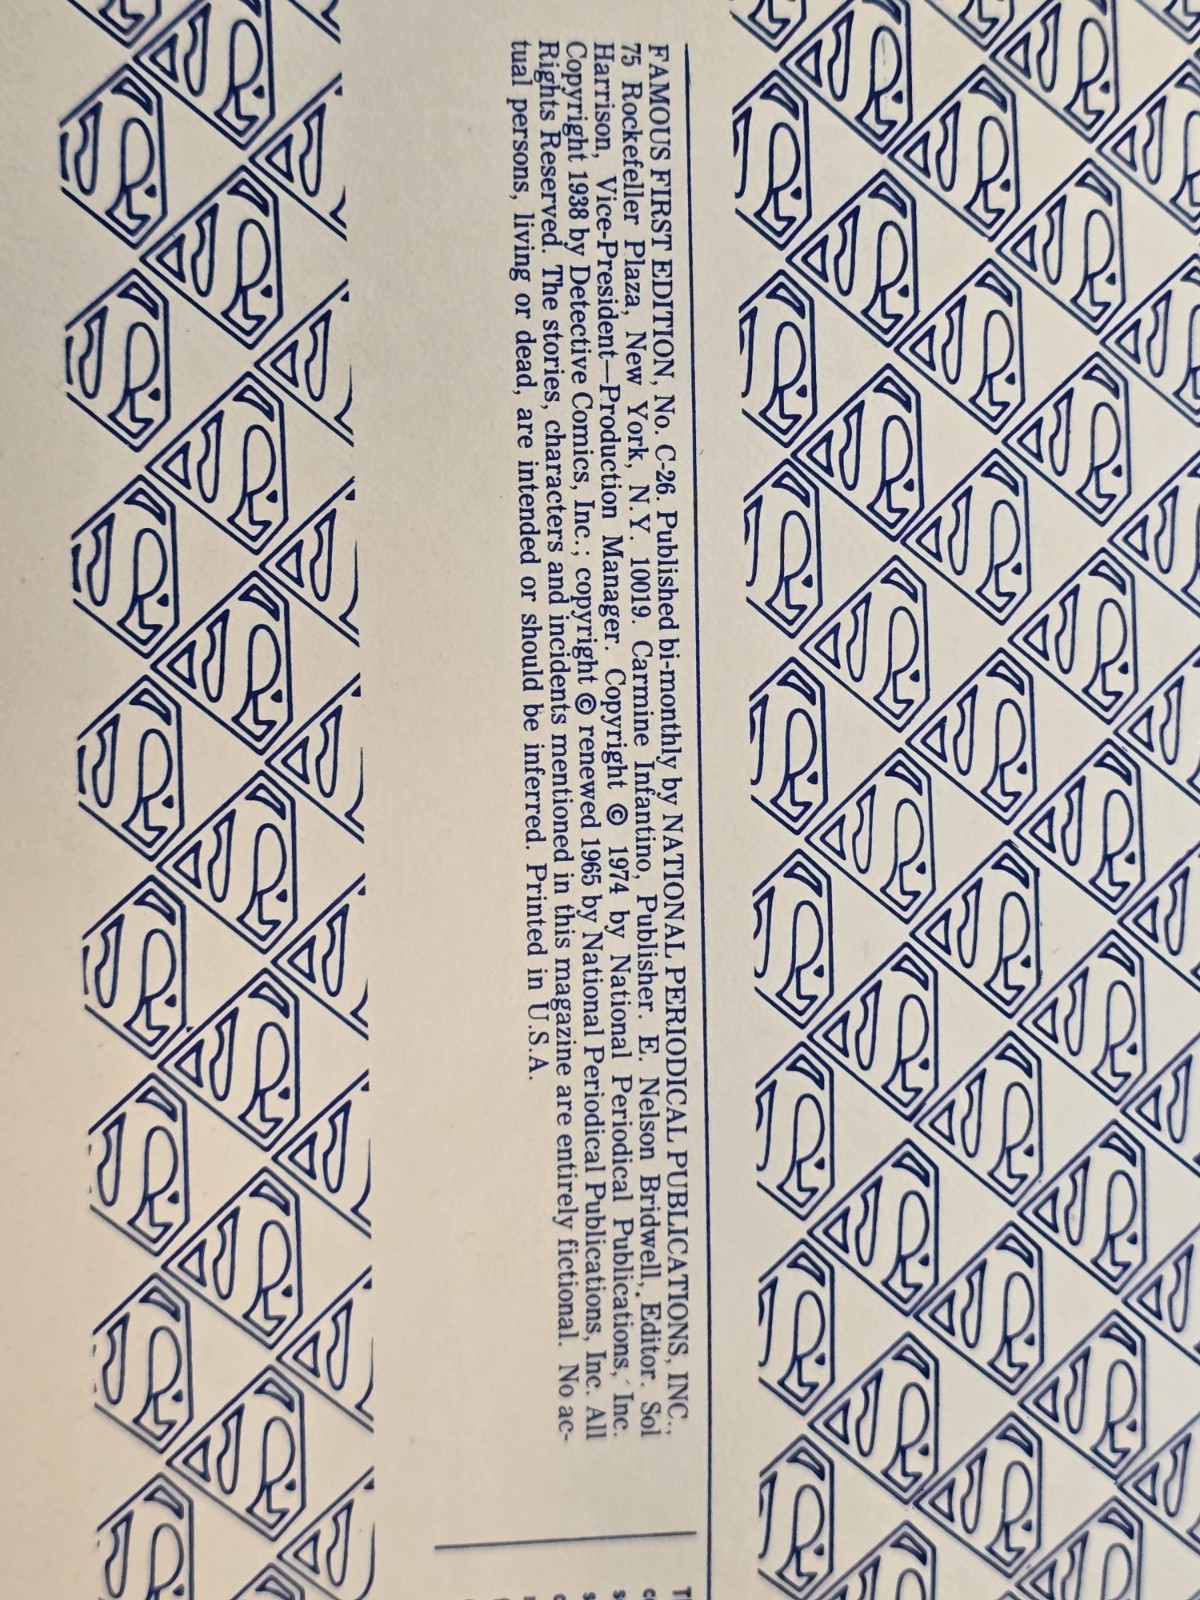 FAMOUS FIRST EDITION, No. C-26. Published bi-monthly by NATIONAL PERIODICAL PUBLICATIONS, INC.,
75 Rockefeller Plaza, New York, N.Y. 10019. Carmine Infantino, Publisher. E. Nelson Bridwell, Editor. Sol
Harrison, Vice-President—Production Manager. Copyright © 1974 by National Periodical Publications, Inc.
Copyright 1938 by Detective Comics, Inc.; copyright © renewed 1965 by National Periodical Publications, Inc. All
Rights Reserved. The stories, characters and incidents mentioned in this magazine are entirely fictional. No ac-
tual persons, living or dead, are intended or should be inferred. Printed in U.S.A.